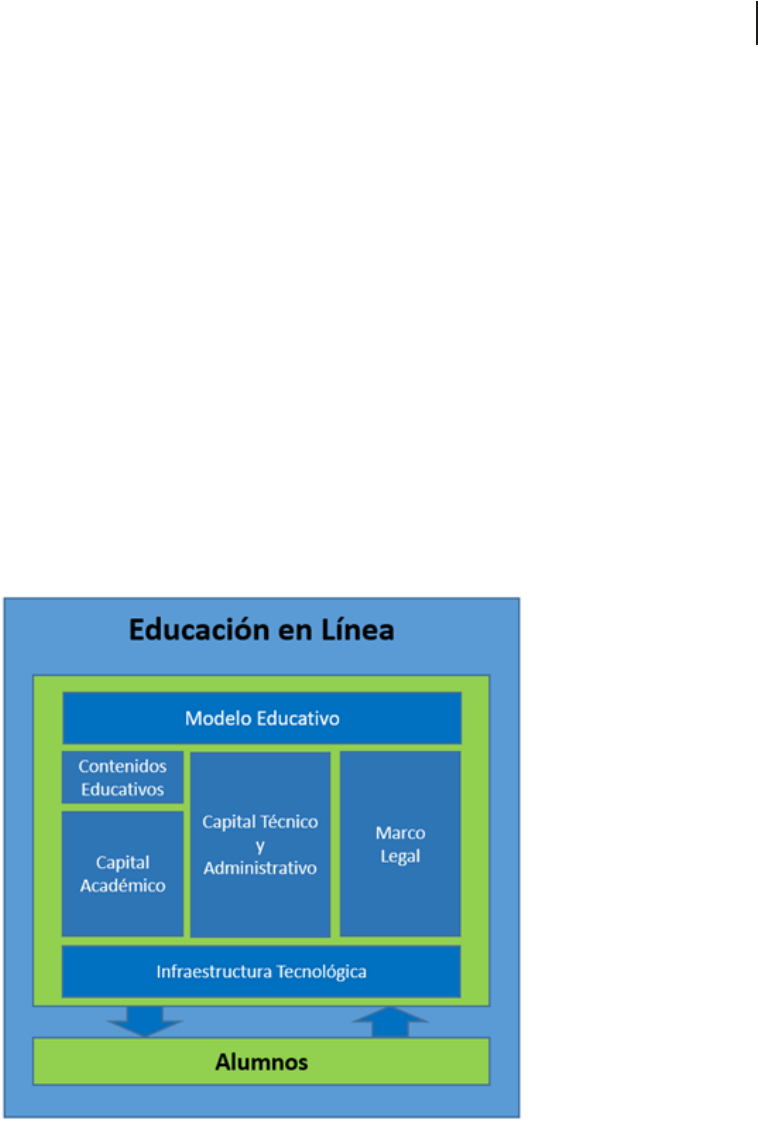 Educación en Línea
Modelo Educativo
Contenidos
Educativos
Capital
Académico
Capital Técnico
y
Administrativo
Marco
Legal
Infraestructura Tecnológica
Alumnos